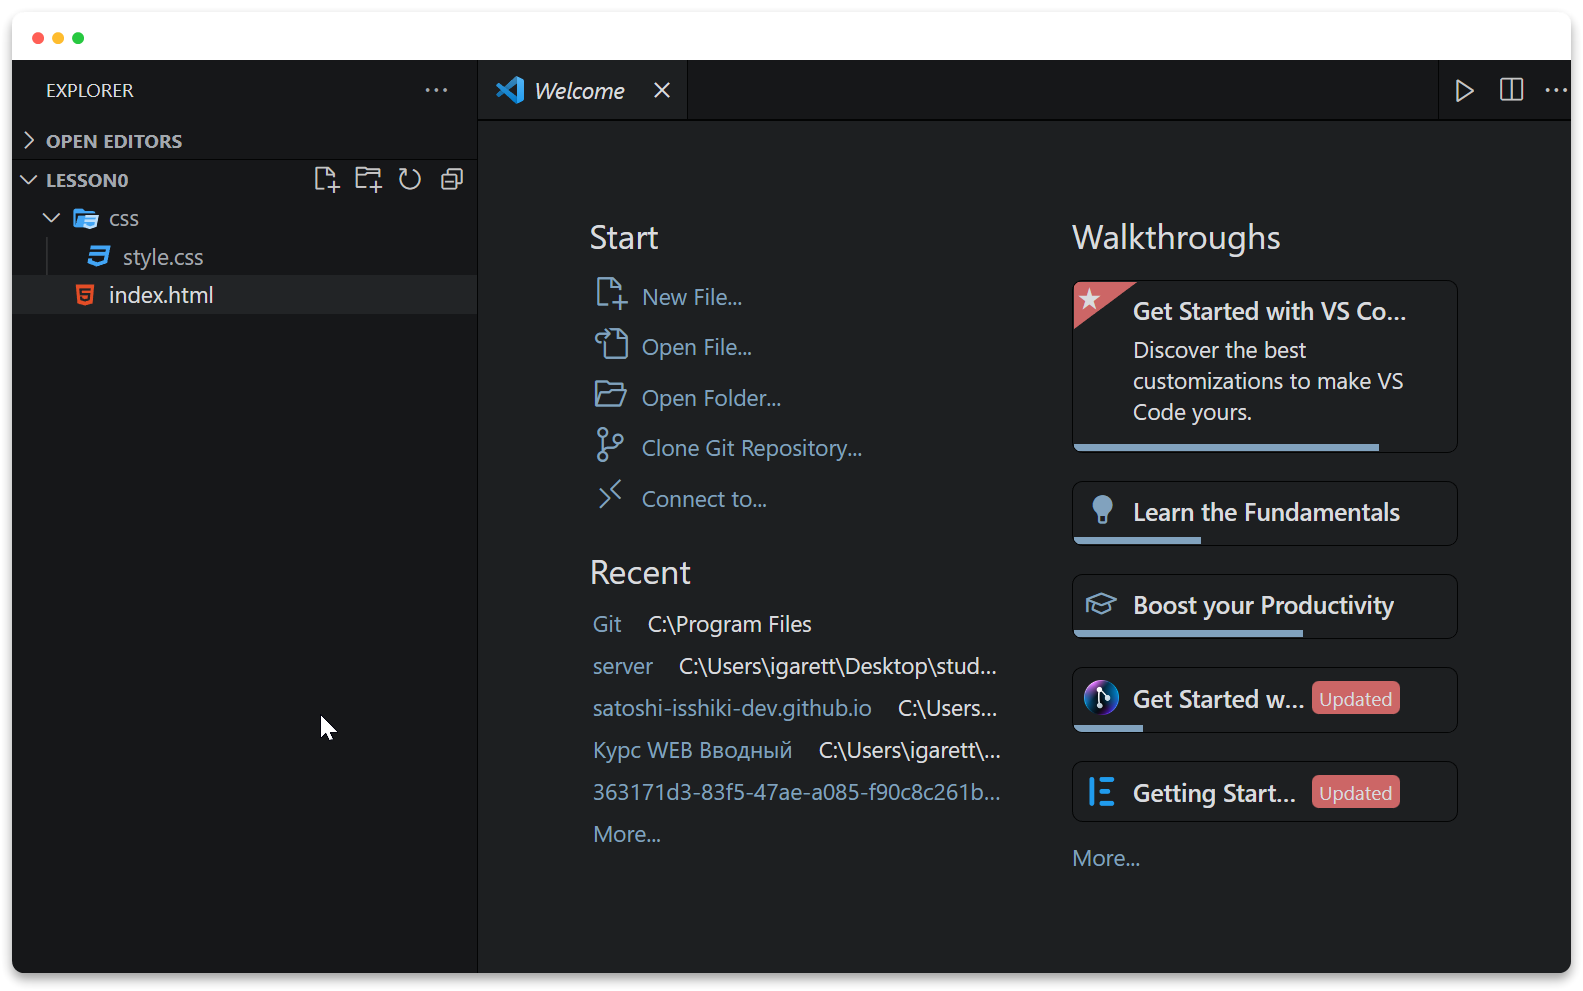 EXPLORER
OPEN EDITORS
LESSON0
css
style.css
index.html
Welcome
Start
New File...
Open File...
Open Folder...
Clone Git Repository...
Connect to...
Recent
Git C:\Program Files
server C:\Users\igarett\Desktop\stud...
satoshi-isshiki-dev.github.io C:\Users...
Курс WEB Вводный C:\Users\igarett\...
363171d3-83f5-47ae-a085-f90c8c261b...
More...
Walkthroughs
Get Started with VS Co...
Discover the best
customizations to make VS
Code yours.
Learn the Fundamentals
Boost your Productivity
Get Started w... Updated
Getting Start... Updated
More...